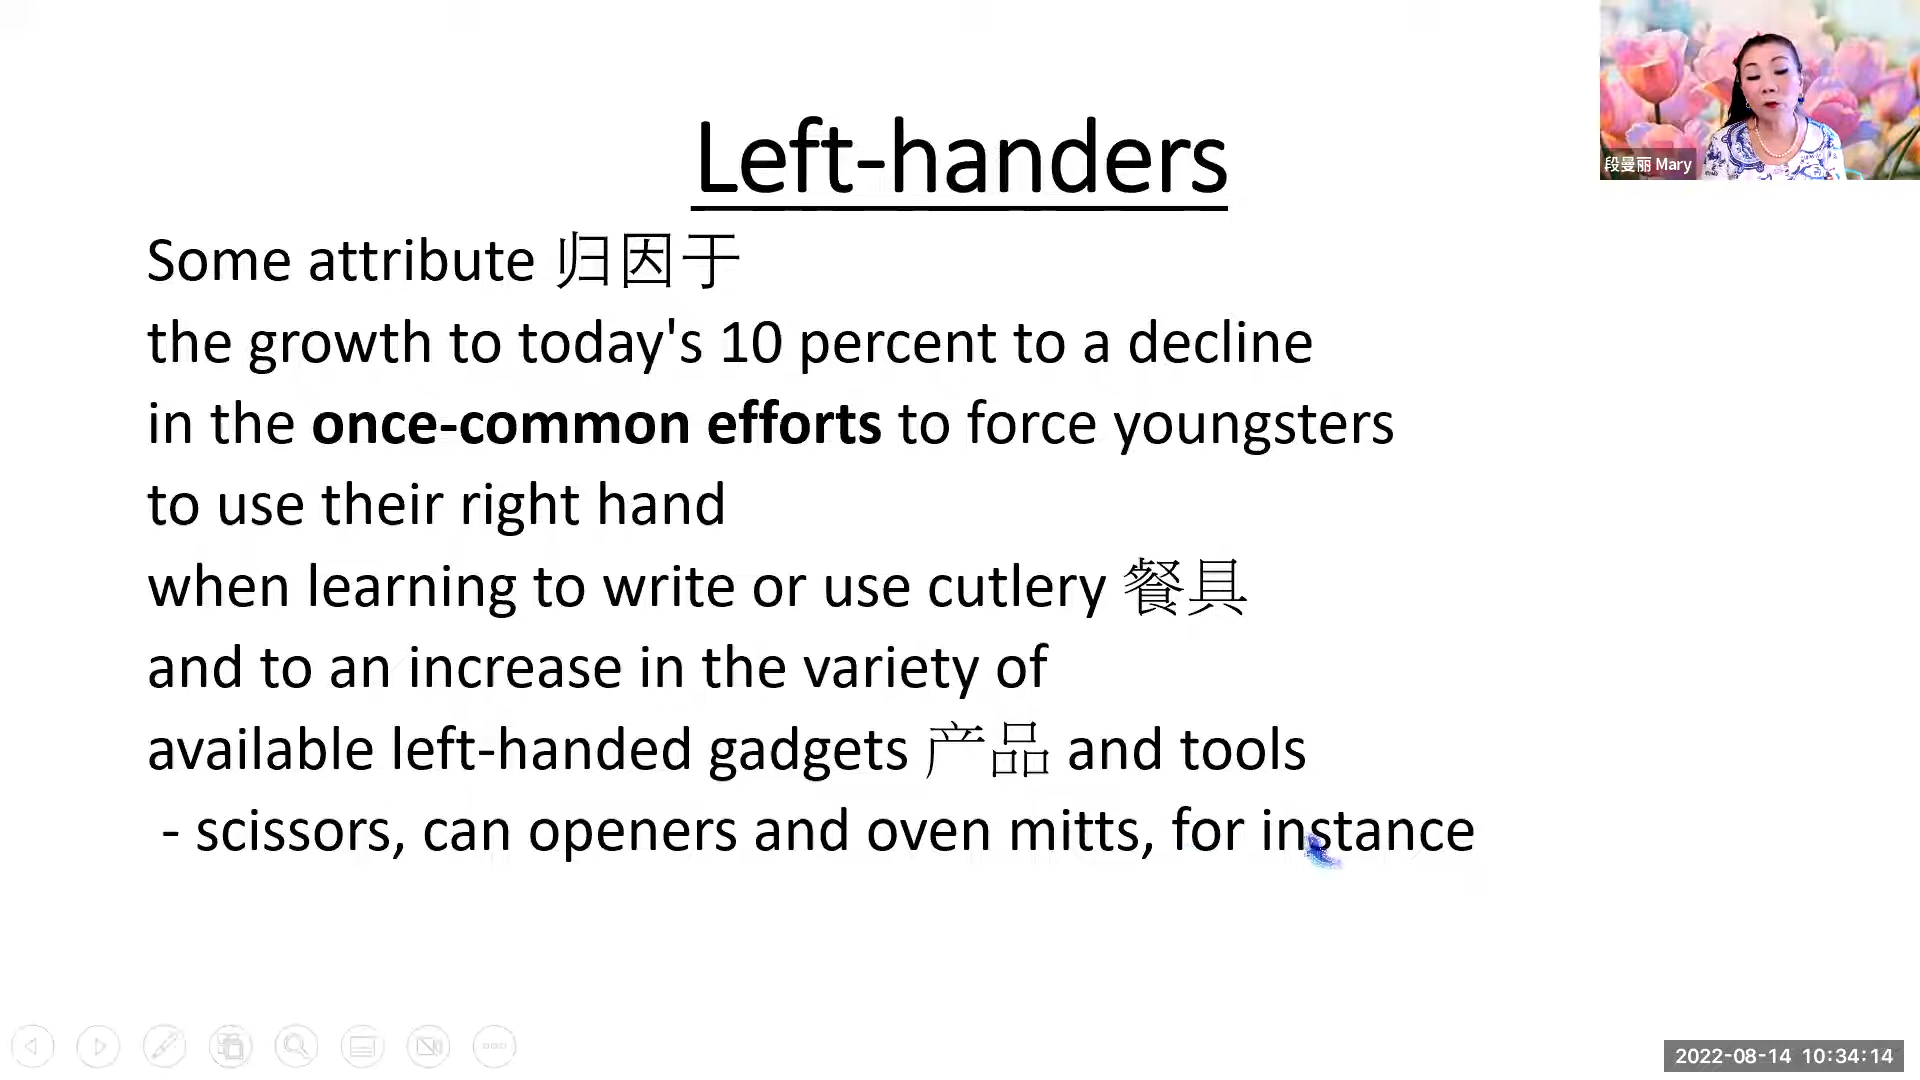 Left-handers
段曼丽 Mary
Some attribute 归因于
the growth to today's 10 percent to a decline
in the once-common efforts to force youngsters
to use their right hand
when learning to write or use cutlery 餐具
and to an increase in the variety of
available left-handed gadgets 产品 and tools
- scissors, can openers and oven mitts, for instance
2022-08-14 10:34:14